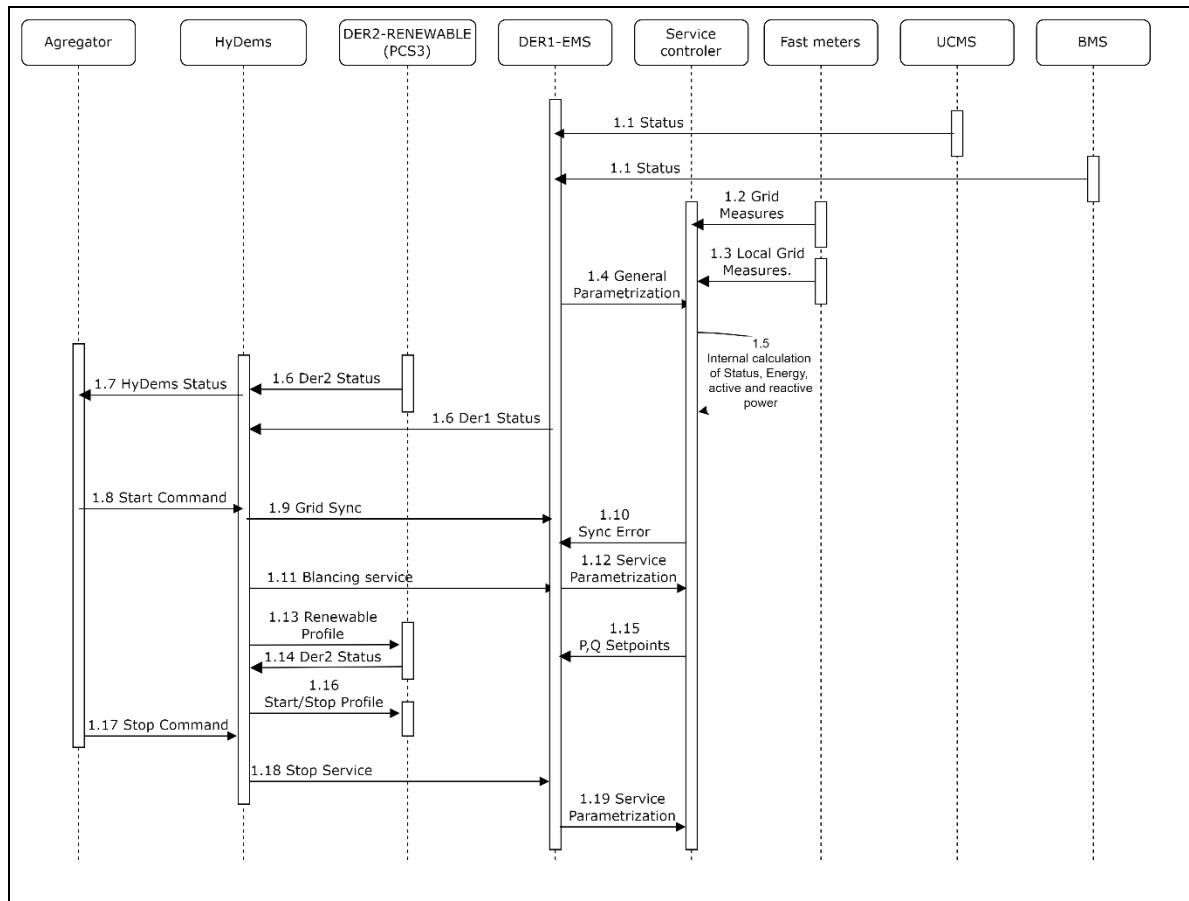 Agregator
HyDems
DER2-RENEWABLE
(PCS3)
DER1-EMS
Service
controler
Fast meters
UCMS
BMS
1.1 Status
1.1 Status
1.2 Grid
Measures
1.3 Local Grid
Measures.
1.4 General
Parametrization
1.5
Internal calculation
of Status, Energy,
active and reactive
power
1.6 Der2 Status
1.7 HyDems Status
1.6 Der1 Status
1.8 Start Command
1.9 Grid Sync
1.10
Sync Error
1.11 Blancing service
1.12 Service
Parametrization
1.13 Renewable
Profile
1.14 Der2 Status
1.15
P,Q Setpoints
1.16
Start/Stop Profile
1.17 Stop Command
1.18 Stop Service
1.19 Service
Parametrization